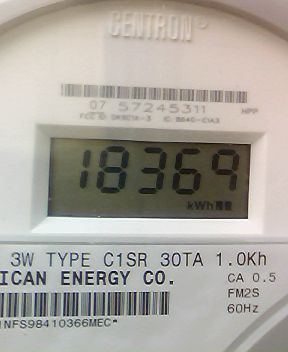 CENTRON®
07 57245311 HPP
18369
kWh
3W TYPE C1SR 30TA 1.0Kh
ICAN ENERGY CO. CA 0.5
FM2S
60Hz
NFS98410366MEC*